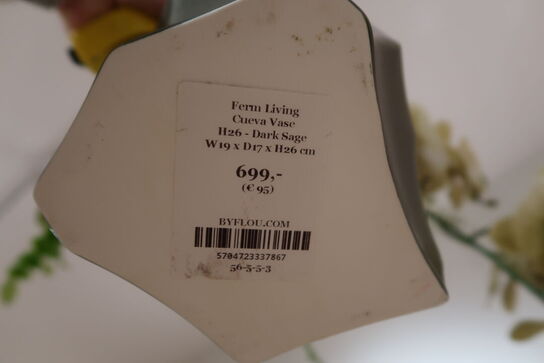 Ferm Living
Cueva Vase
H26 - Dark Sage
W19 x D17 x H26 cm
699,-
(€ 95)
BYFLOU.COM
5704723337867
56-5-5-3